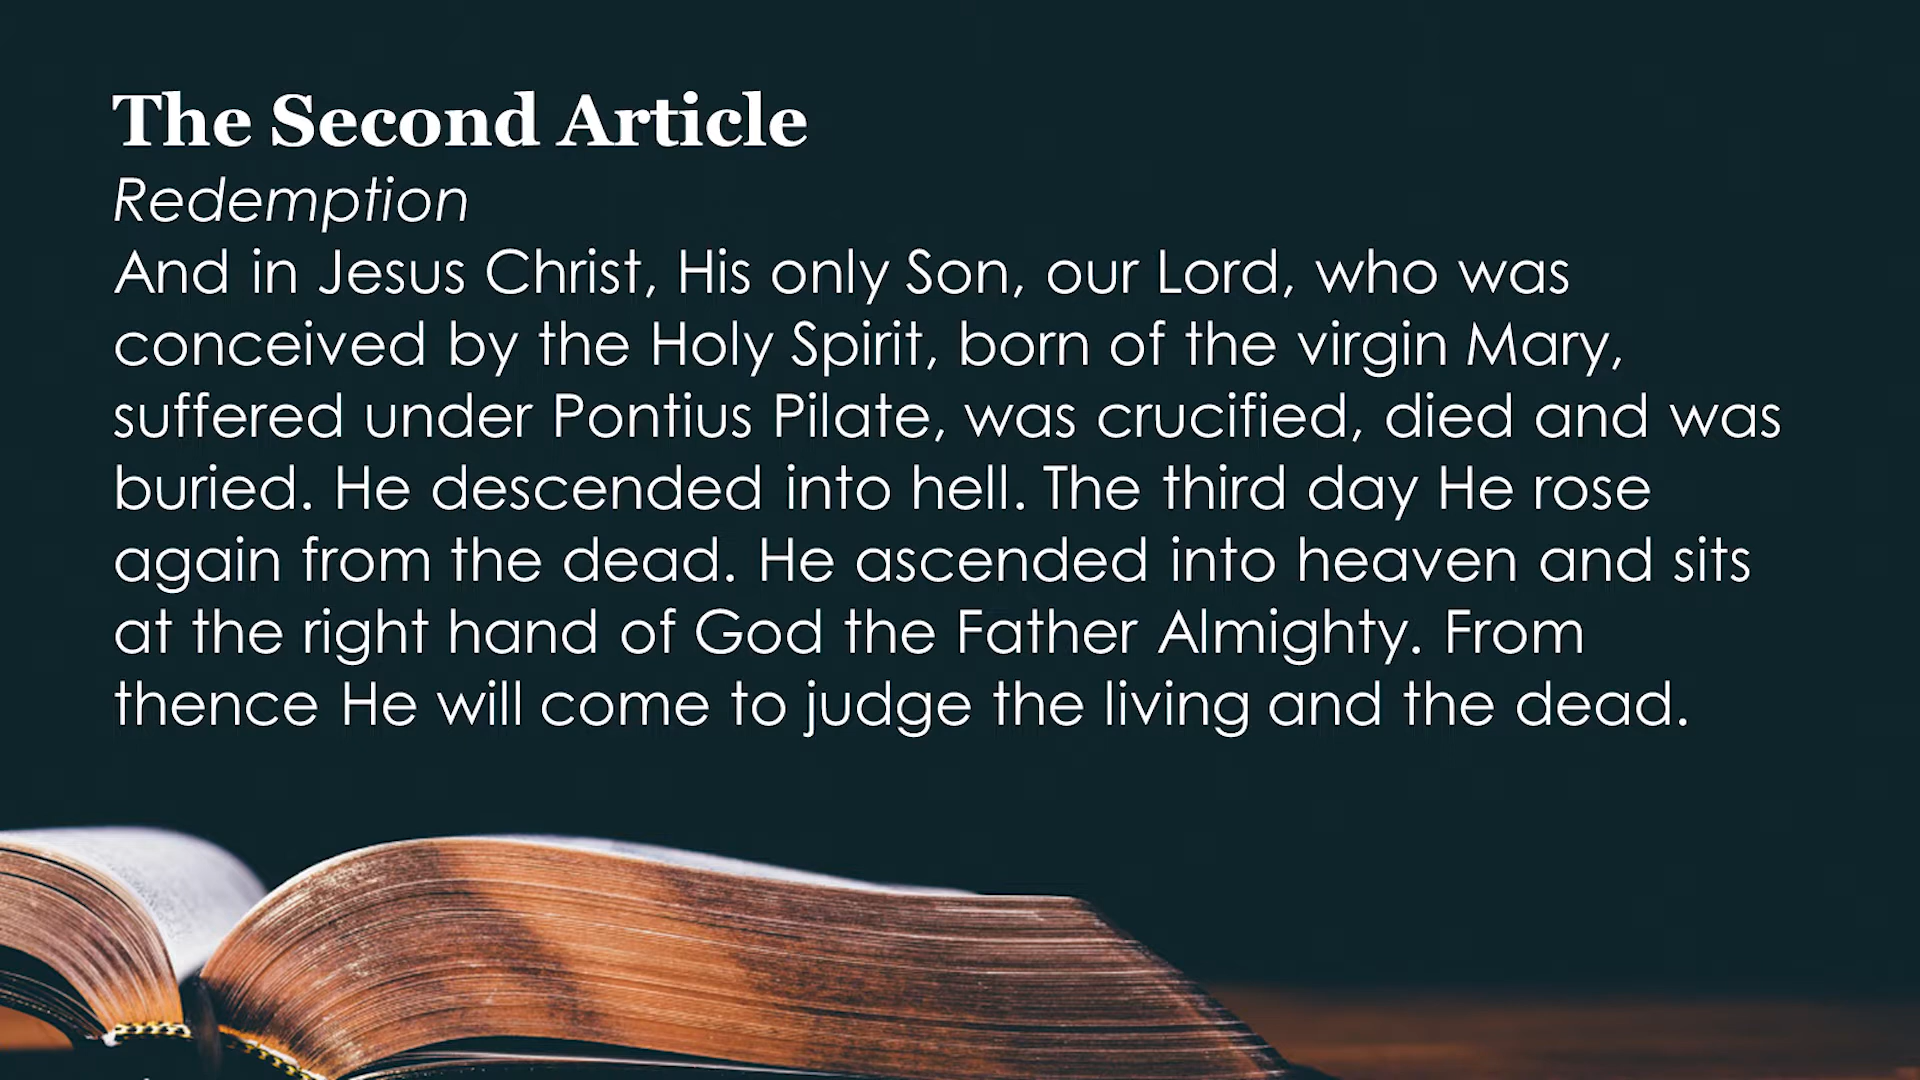 The Second Article
Redemption
And in Jesus Christ, His only Son, our Lord, who was
conceived by the Holy Spirit, born of the virgin Mary,
suffered under Pontius Pilate, was crucified, died and was
buried. He descended into hell. The third day He rose
again from the dead. He ascended into heaven and sits
at the right hand of God the Father Almighty. From
thence He will come to judge the living and the dead.